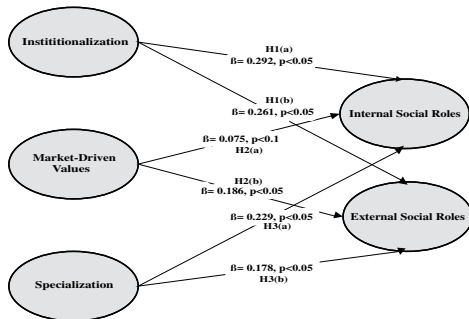 Instititionalization
H1(a)
ß= 0.292, p<0.05
H1(b)
ß= 0.261, p<0.05
Internal Social Roles
ß= 0.075, p<0.1
H2(a)
Market-Driven
Values
H2(b)
ß= 0.186, p<0.05
ß= 0.229, p<0.05
H3(a)
External Social Roles
ß= 0.178, p<0.05
H3(b)
Specialization